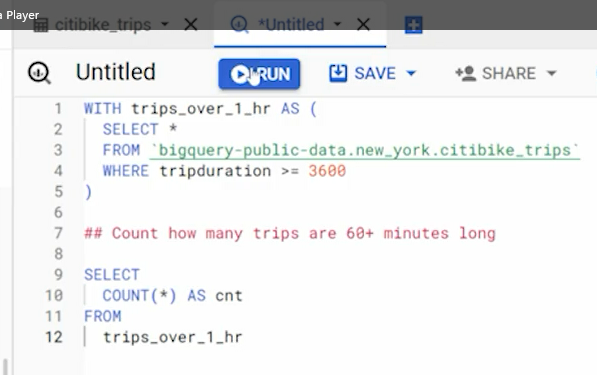 a Player
citibike_trips
*Untitled
Untitled
RUN
SAVE
SHARE
1 WITH trips_over_1_hr AS (
2 SELECT *
3 FROM `bigquery-public-data.new_york.citibike_trips`
4 WHERE tripduration >= 3600
5 )
6
7 ## Count how many trips are 60+ minutes long
8
9 SELECT
10 COUNT(*) AS cnt
11 FROM
12 trips_over_1_hr